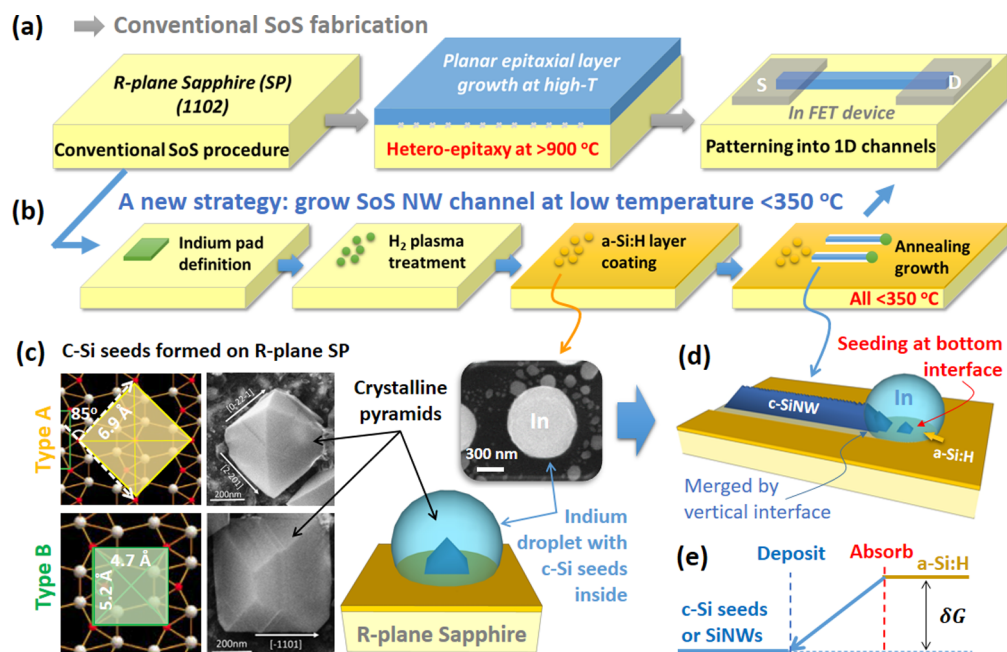 (a)
Conventional SoS fabrication
R-plane Sapphire (SP)
(1102)
Conventional SoS procedure
Planar epitaxial layer
growth at high-T
Hetero-epitaxy at >900 °C
S
D
In FET device
Patterning into 1D channels
(b)
A new strategy: grow SoS NW channel at low temperature <350 °C
Indium pad
definition
H₂ plasma
treatment
a-Si:H layer
coating
Annealing
growth
All <350 °C
(c)
C-Si seeds formed on R-plane SP
Type A
85°
6.9 Å
[0-22-1]
[2-201]
200nm
Type B
4.7 Å
5.2 Å
200nm
[-1101]
Crystalline
pyramids
In
300 nm
Indium
droplet with
c-Si seeds
inside
R-plane Sapphire
(d)
Seeding at bottom
interface
c-SiNW
In
a-Si:H
Merged by
vertical interface
(e)
Deposit
Absorb
a-Si:H
c-Si seeds
or SiNWs
δG